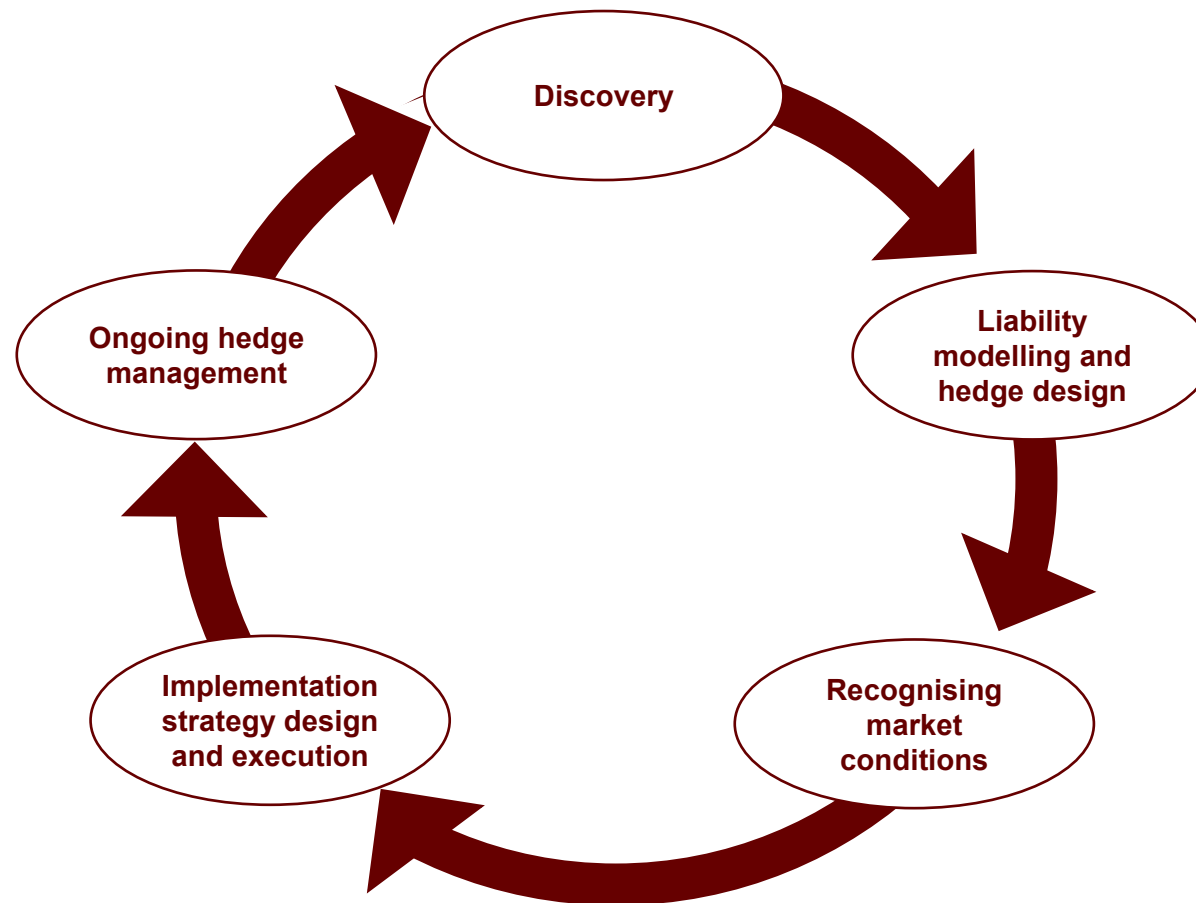 Discovery
Liability
modelling and
hedge design
Recognising
market
conditions
Implementation
strategy design
and execution
Ongoing hedge
management